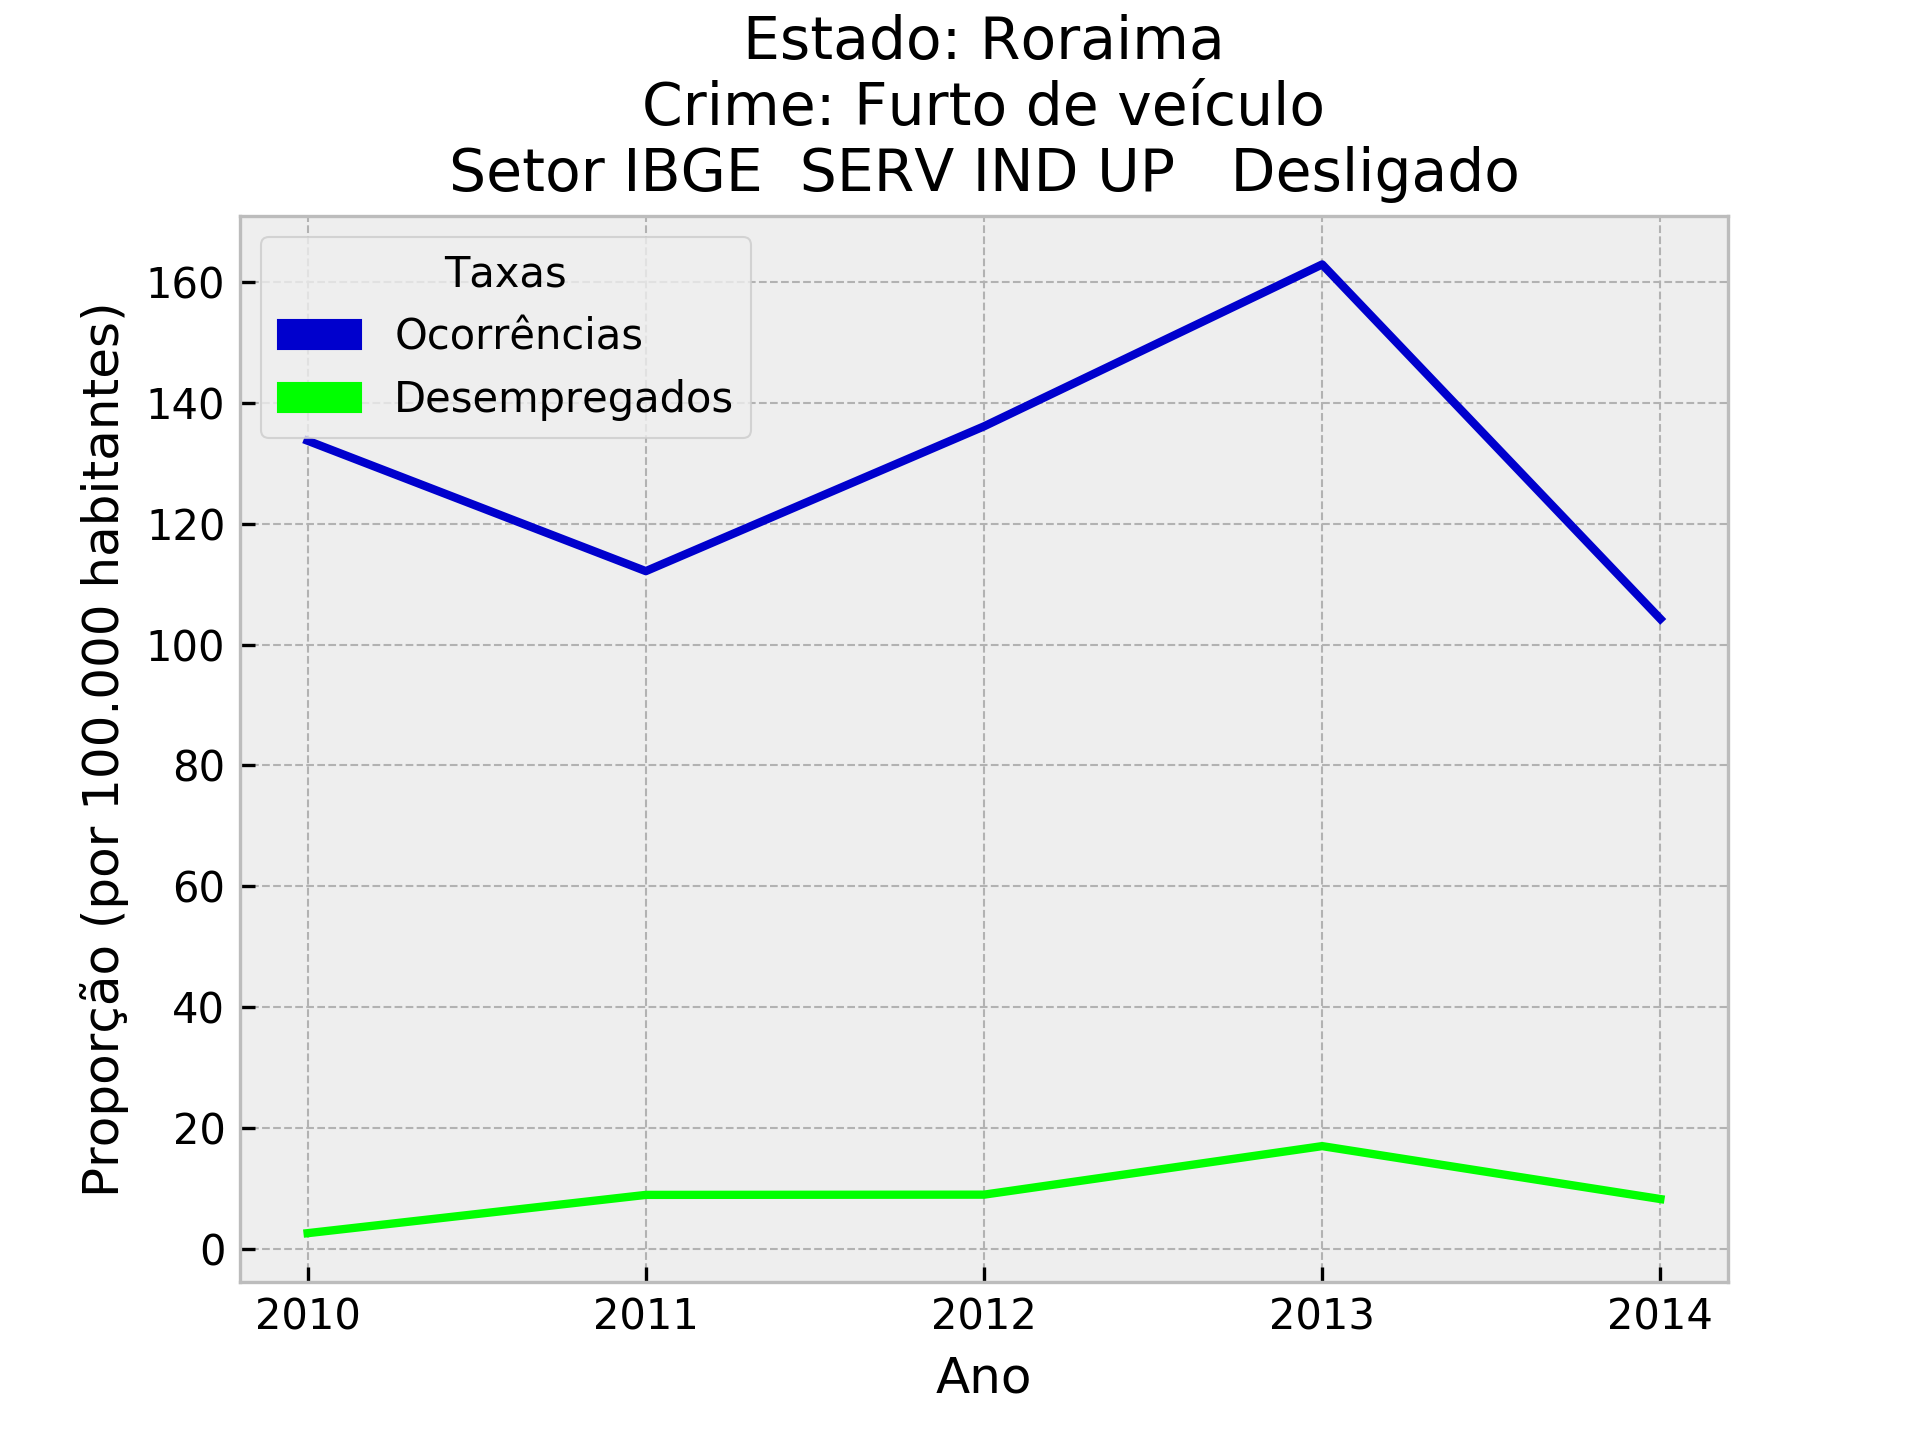 Estado: Roraima
Crime: Furto de veículo
Setor IBGE  SERV IND UP   Desligado
Taxas
Ocorrências
Desempregados
Proporção (por 100.000 habitantes)
160
140
120
100
80
60
40
20
0
2010 2011 2012 2013 2014
Ano